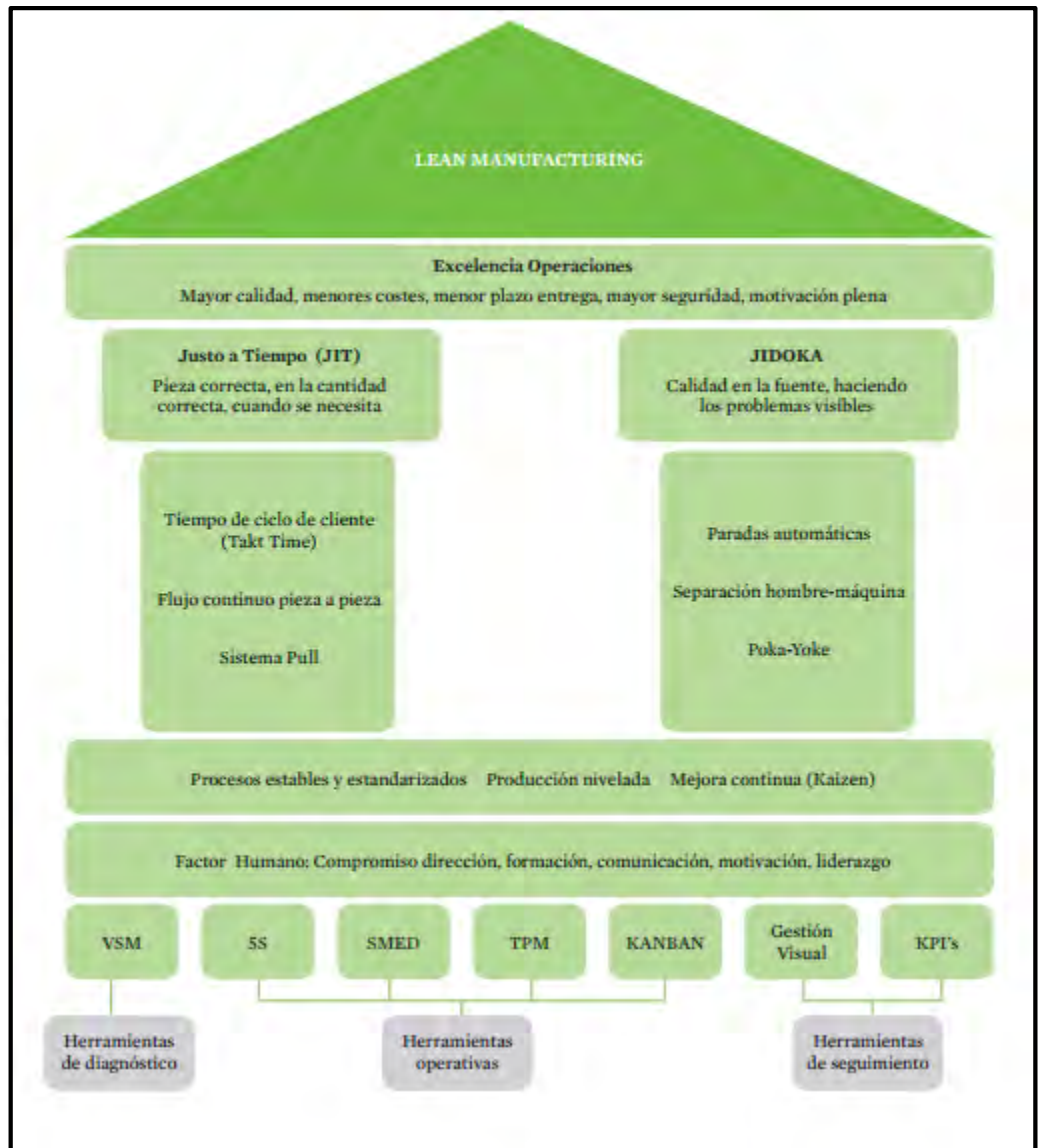 LEAN MANUFACTURING
Excelencia Operaciones
Mayor calidad, menores costes, menor plazo entrega, mayor seguridad, motivación plena
Justo a Tiempo (JIT)
Pieza correcta, en la cantidad
correcta, cuando se necesita
JIDOKA
Calidad en la fuente, haciendo
los problemas visibles
Tiempo de ciclo de cliente
(Takt Time)
Flujo continuo pieza a pieza
Sistema Pull
Paradas automáticas
Separación hombre-máquina
Poka-Yoke
Procesos estables y estandarizados Producción nivelada Mejora continua (Kaizen)
Factor Humano: Compromiso dirección, formación, comunicación, motivación, liderazgo
VSM
5S
SMED
TPM
KANBAN
Gestión
Visual
KPI's
Herramientas
de diagnóstico
Herramientas
operativas
Herramientas
de seguimiento